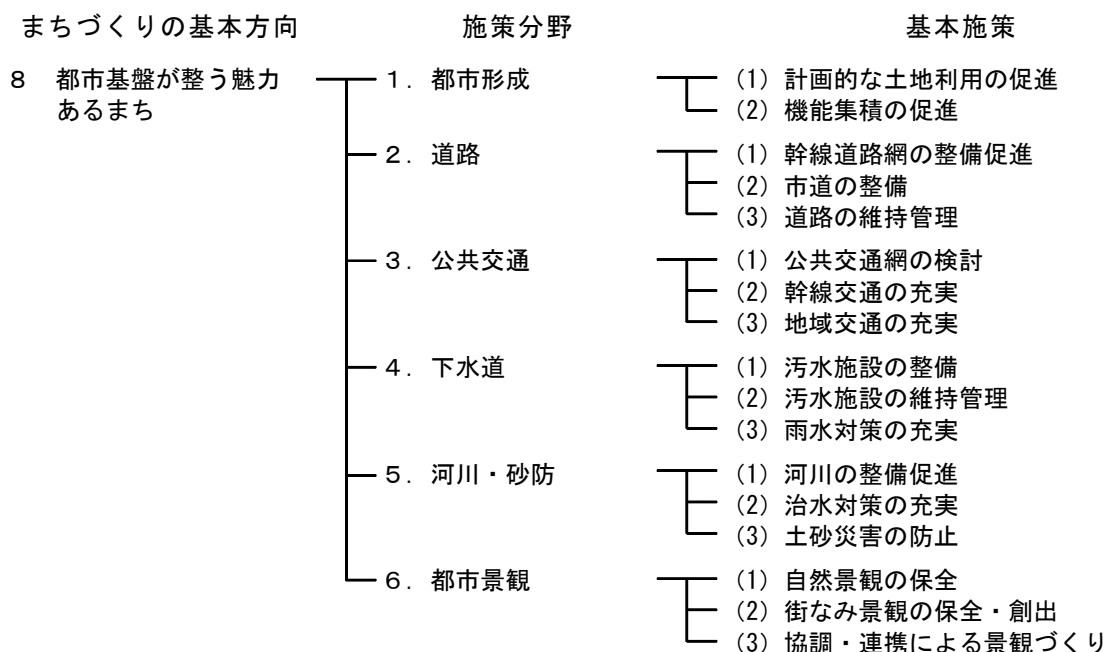 まちづくりの基本方向 施策分野 基本施策
8 都市基盤が整う魅力 1．都市形成 (1) 計画的な土地利用の促進
あるまち (2) 機能集積の促進
2．道路 (1) 幹線道路網の整備促進
(2) 市道の整備
(3) 道路の維持管理
3．公共交通 (1) 公共交通網の検討
(2) 幹線交通の充実
(3) 地域交通の充実
4．下水道 (1) 汚水施設の整備
(2) 汚水施設の維持管理
(3) 雨水対策の充実
5．河川・砂防 (1) 河川の整備促進
(2) 治水対策の充実
(3) 土砂災害の防止
6．都市景観 (1) 自然景観の保全
(2) 街なみ景観の保全・創出
(3) 協調・連携による景観づくり